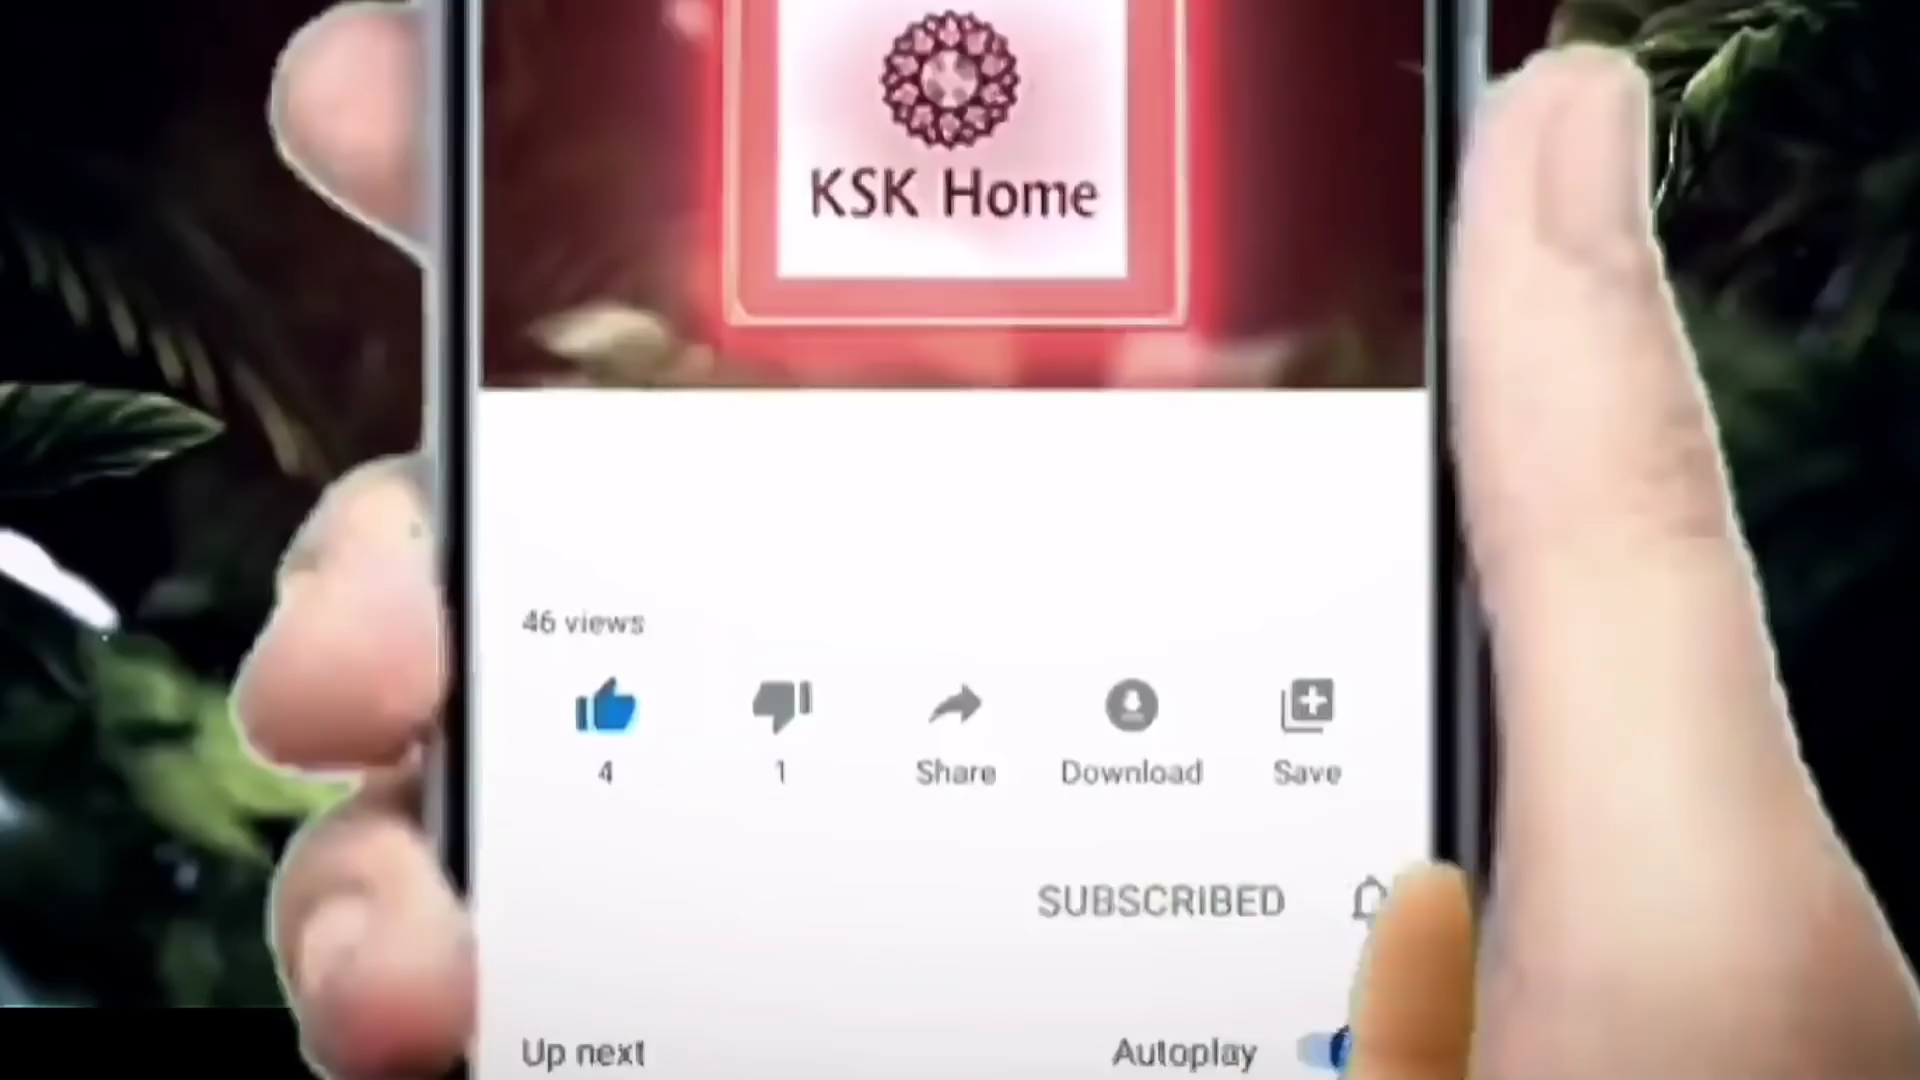 KSK Home
46 views
4
1
Share
Download
Save
SUBSCRIBED
Up next
Autoplay